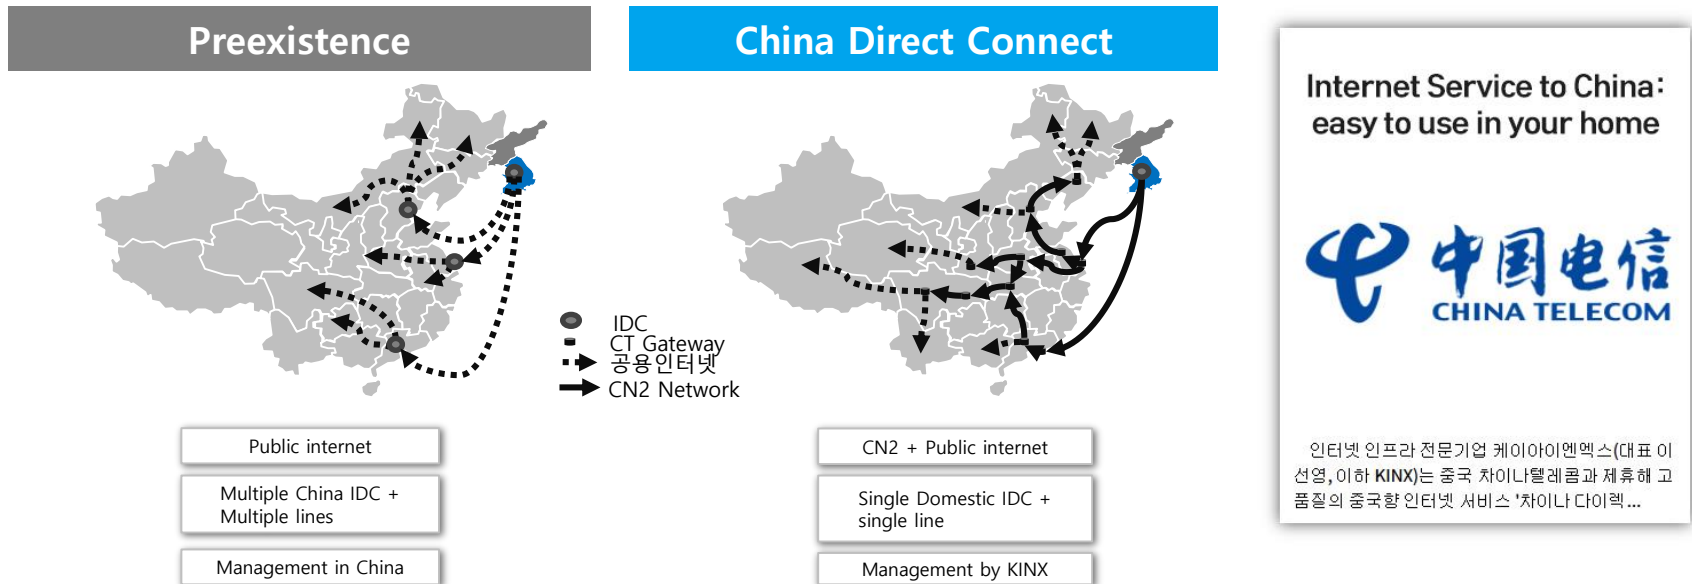 Preexistence
China Direct Connect
IDC
CT Gateway
공용인터넷
CN2 Network
Public internet
Multiple China IDC +
Multiple lines
Management in China
CN2 + Public internet
Single Domestic IDC +
single line
Management by KINX
Internet Service to China:
easy to use in your home
中国电信
CHINA TELECOM
인터넷 인프라 전문기업 케이아이엔엑스(대표 이
선영, 이하 KINX)는 중국 차이나텔레콤과 제휴해 고
품질의 중국향 인터넷 서비스 '차이나 다이렉...